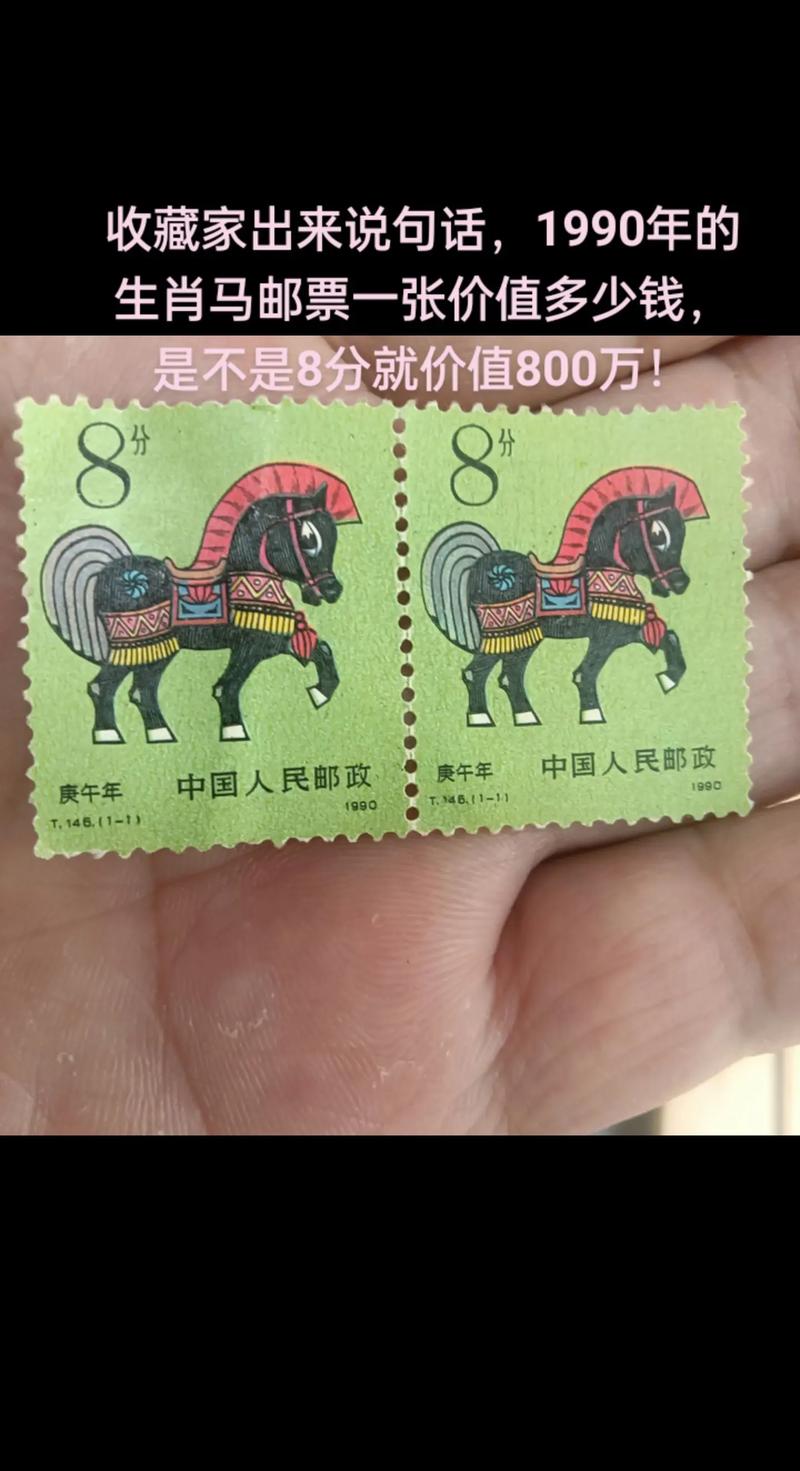 收藏家出来说句话，1990年的
生肖马邮票一张价值多少钱，
是不是8分就价值800万！
8分
8分
庚午年 中国人民邮政
1990
T.146.(1-1)
庚午年 中国人民邮政
1990
T.146.(1-1)